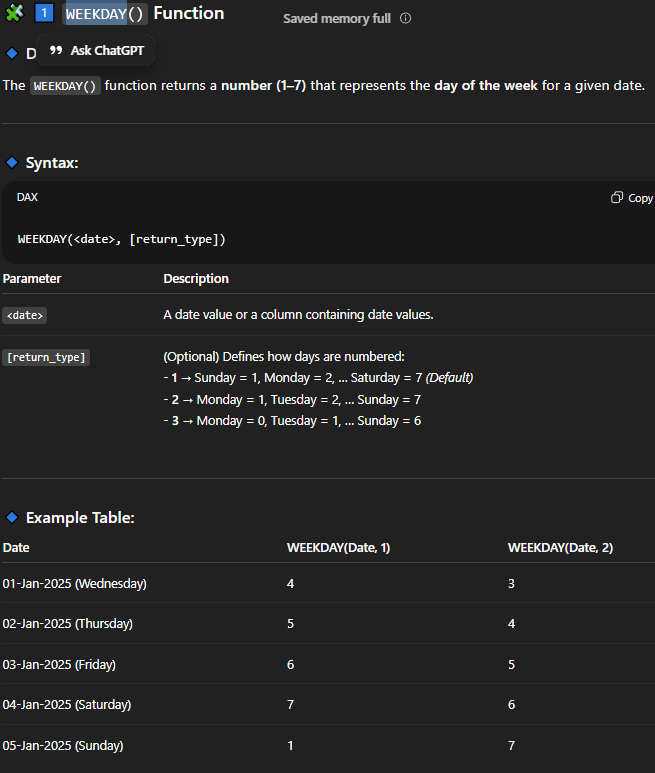 1 WEEKDAY() Function
Saved memory full
D
Ask ChatGPT
The WEEKDAY() function returns a number (1–7) that represents the day of the week for a given date.
Syntax:
DAX
Copy
WEEKDAY(<date>, [return_type])
Parameter Description
<date> A date value or a column containing date values.
[return_type] (Optional) Defines how days are numbered:
- 1 → Sunday = 1, Monday = 2, ... Saturday = 7 (Default)
- 2 → Monday = 1, Tuesday = 2, ... Sunday = 7
- 3 → Monday = 0, Tuesday = 1, ... Sunday = 6
Example Table:
Date WEEKDAY(Date, 1) WEEKDAY(Date, 2)
01-Jan-2025 (Wednesday) 4 3
02-Jan-2025 (Thursday) 5 4
03-Jan-2025 (Friday) 6 5
04-Jan-2025 (Saturday) 7 6
05-Jan-2025 (Sunday) 1 7